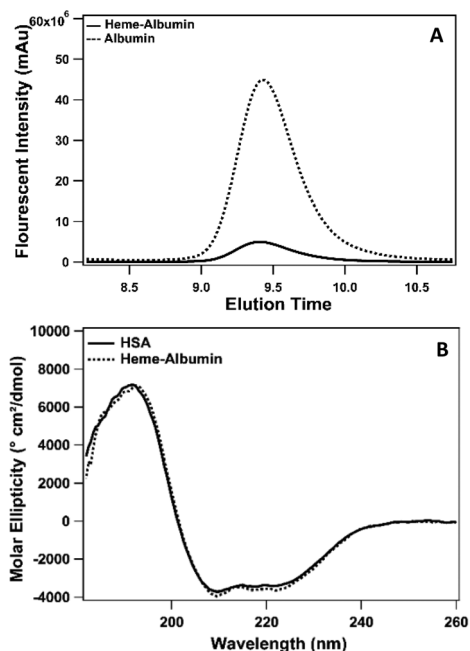 60x10⁶
Heme-Albumin
Albumin
A
50
40
30
20
10
0
Flourescent Intensity (mAu)
8.5 9.0 9.5 10.0 10.5
Elution Time
10000
HSA
Heme-Albumin
B
8000
6000
4000
2000
0
-2000
-4000
Molar Ellipticity (° cm²/dmol)
200 220 240 260
Wavelength (nm)